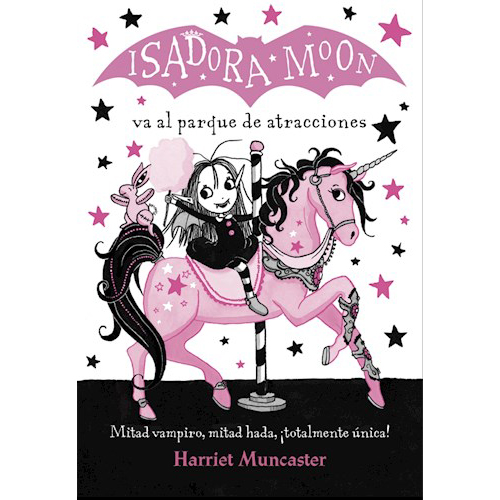 ISADORA MOON
va al parque de atracciones
Mitad vampiro, mitad hada, ¡totalmente única!
Harriet Muncaster